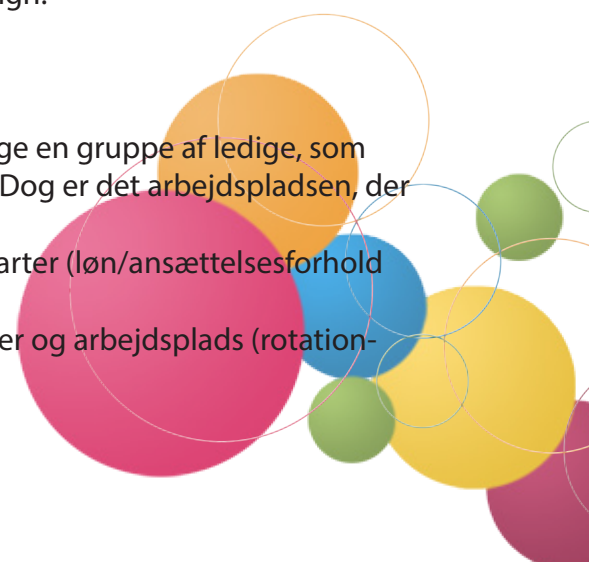 ge en gruppe af ledige, som
Dog er det arbejdspladsen, der
arter (løn/ansættelsesforhold
er og arbejdsplads (rotation-